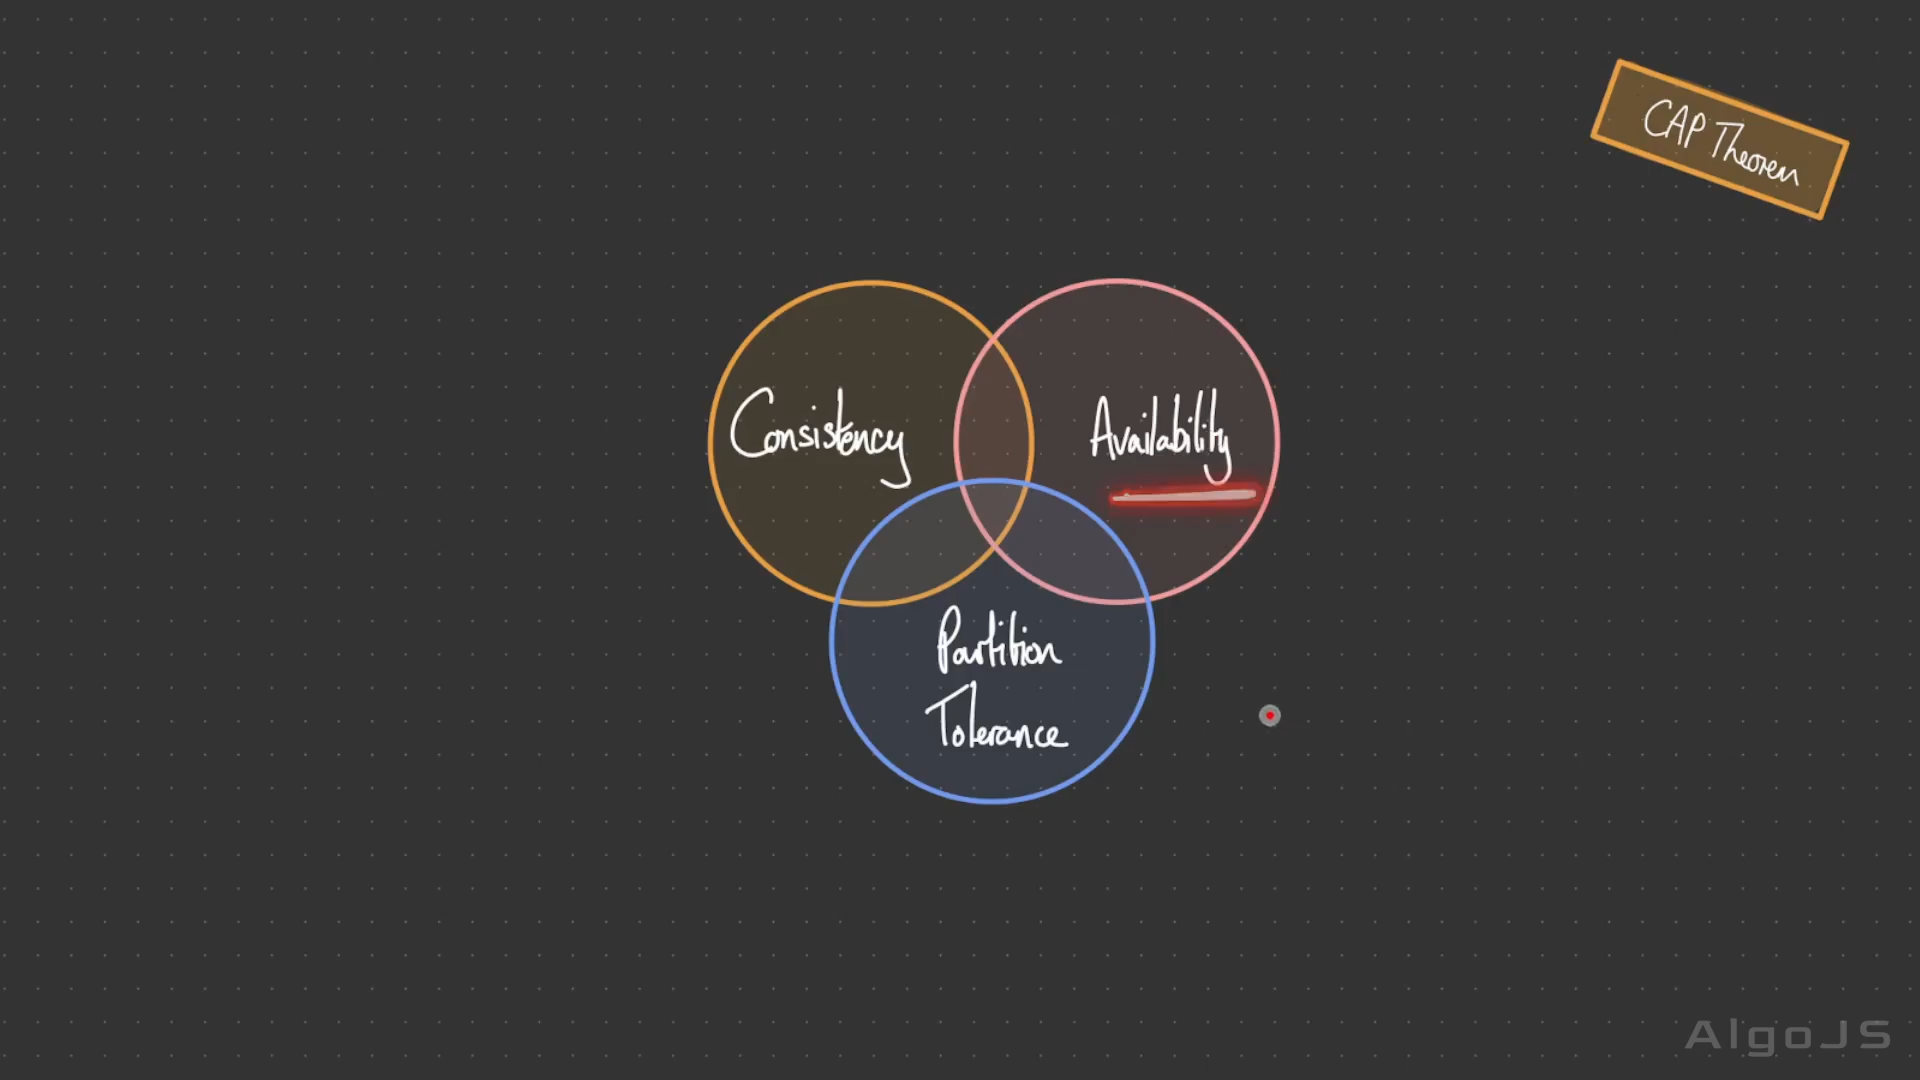 CAP Theorem
Consistency
Availability
Partition
Tolerance
AlgoJS